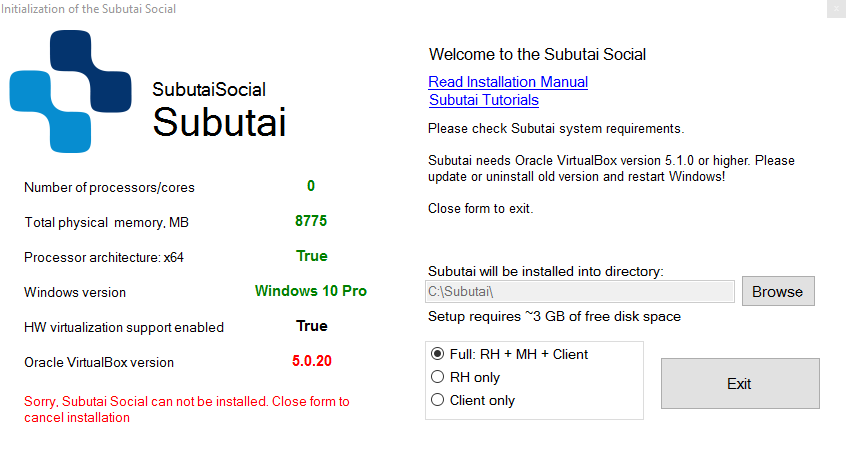 Initialization of the Subutai Social
SubutaiSocial
Subutai
Number of processors/cores 0
Total physical memory, MB 8775
Processor architecture: x64 True
Windows version Windows 10 Pro
HW virtualization support enabled True
Oracle VirtualBox version 5.0.20
Sorry, Subutai Social can not be installed. Close form to
cancel installation
Welcome to the Subutai Social
Read Installation Manual
Subutai Tutorials
Please check Subutai system requirements.
Subutai needs Oracle VirtualBox version 5.1.0 or higher. Please
update or uninstall old version and restart Windows!
Close form to exit.
Subutai will be installed into directory:
C:\Subutai\ Browse
Setup requires ~3 GB of free disk space
Full: RH + MH + Client
RH only
Client only
Exit